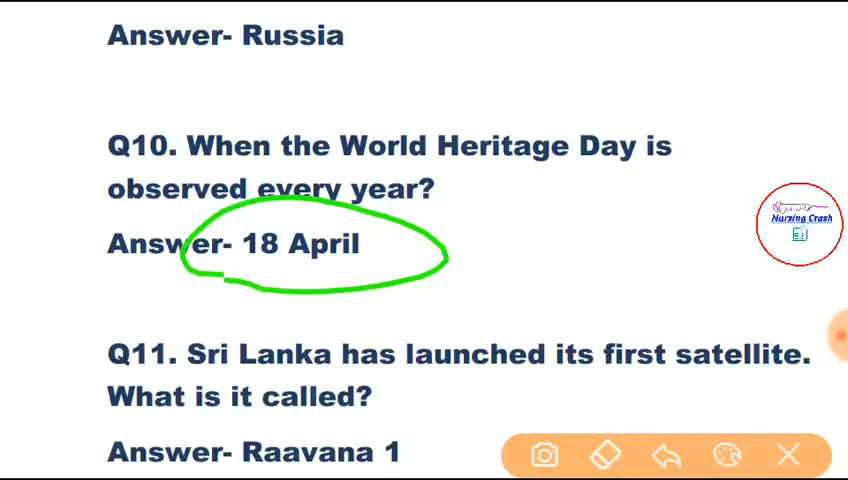 Answer- Russia
Q10. When the World Heritage Day is
observed every year?
Answer- 18 April
Nursing Crash
Q11. Sri Lanka has launched its first satellite.
What is it called?
Answer- Raavana 1